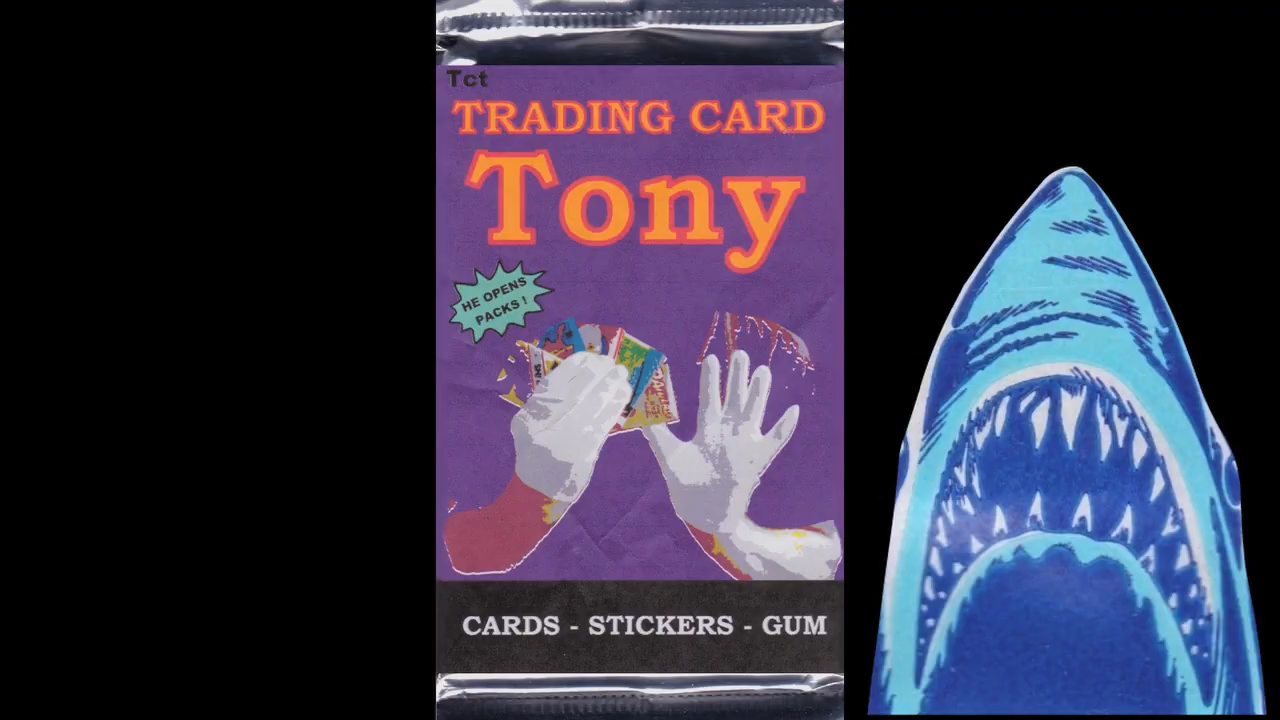 Tct
TRADING CARD
Tony
HE OPENS
PACKS!
CARDS - STICKERS - GUM